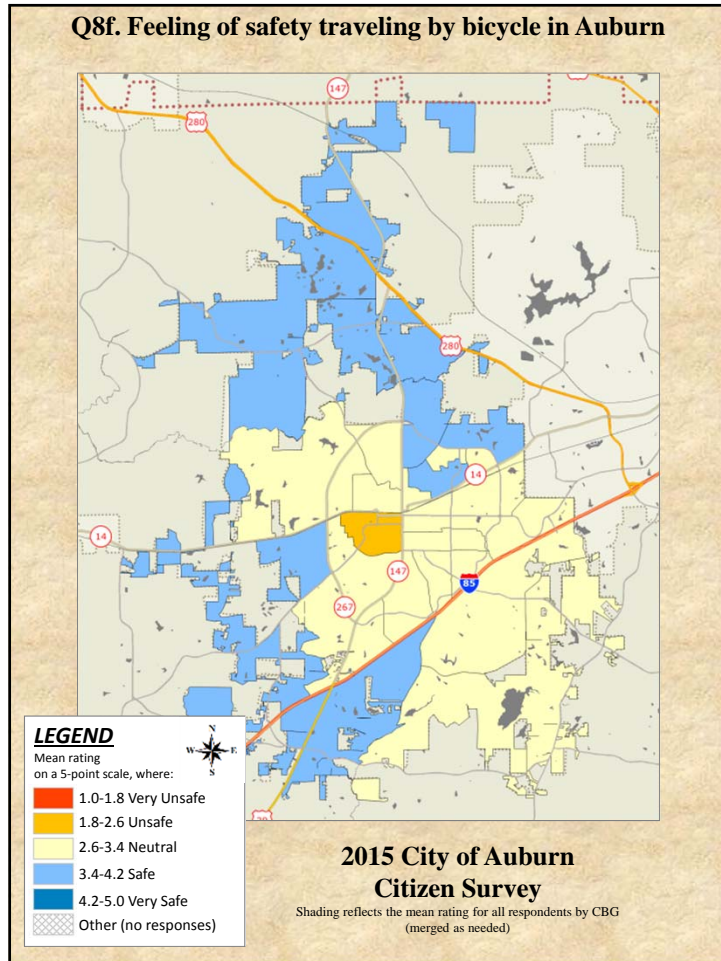 Q8f. Feeling of safety traveling by bicycle in Auburn
147
280
280
14
14
147
85
267
LEGEND
Mean rating
on a 5-point scale, where:
N
W E
S
1.0-1.8 Very Unsafe
1.8-2.6 Unsafe
2.6-3.4 Neutral
3.4-4.2 Safe
4.2-5.0 Very Safe
Other (no responses)
2015 City of Auburn
Citizen Survey
Shading reflects the mean rating for all respondents by CBG
(merged as needed)